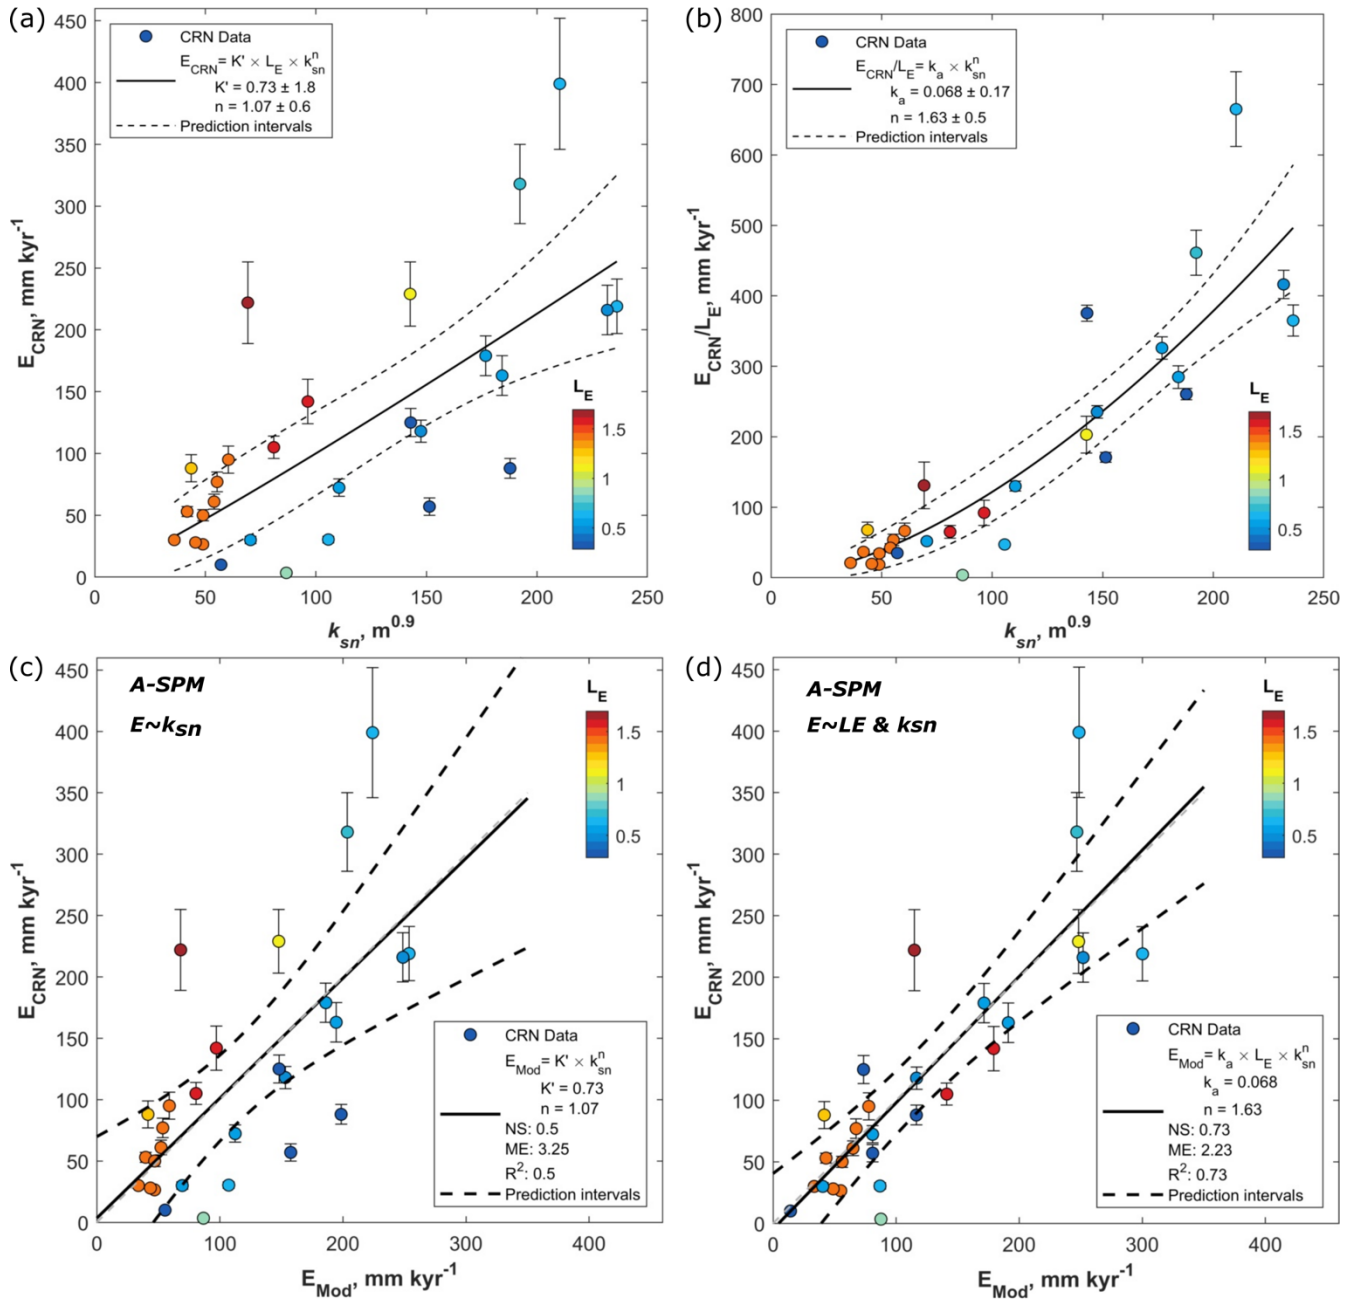 (a)
CRN Data
E_CRN= K' × L_E × k_sn^n
K' = 0.73 ± 1.8
n = 1.07 ± 0.6
Prediction intervals
E_CRN, mm kyr^-1
450
400
350
300
250
200
150
100
50
0
0 50 100 150 200 250
k_sn, m^0.9
L_E
1.5
1
0.5
(b)
CRN Data
E_CRN/L_E= k_a × k_sn^n
k_a = 0.068 ± 0.17
n = 1.63 ± 0.5
Prediction intervals
E_CRN/L_E, mm kyr^-1
800
700
600
500
400
300
200
100
0
0 50 100 150 200 250
k_sn, m^0.9
L_E
1.5
1
0.5
(c)
A-SPM
E~ksn
L_E
1.5
1
0.5
E_CRN, mm kyr^-1
450
400
350
300
250
200
150
100
50
0
0 100 200 300 400
E_Mod, mm kyr^-1
CRN Data
E_Mod= K' × k_sn^n
K' = 0.73
n = 1.07
NS: 0.5
ME: 3.25
R^2: 0.5
Prediction intervals
(d)
A-SPM
E~LE & ksn
L_E
1.5
1
0.5
E_CRN, mm kyr^-1
450
400
350
300
250
200
150
100
50
0
0 100 200 300 400
E_Mod, mm kyr^-1
CRN Data
E_Mod= k_a × L_E × k_sn^n
k_a = 0.068
n = 1.63
NS: 0.73
ME: 2.23
R^2: 0.73
Prediction intervals